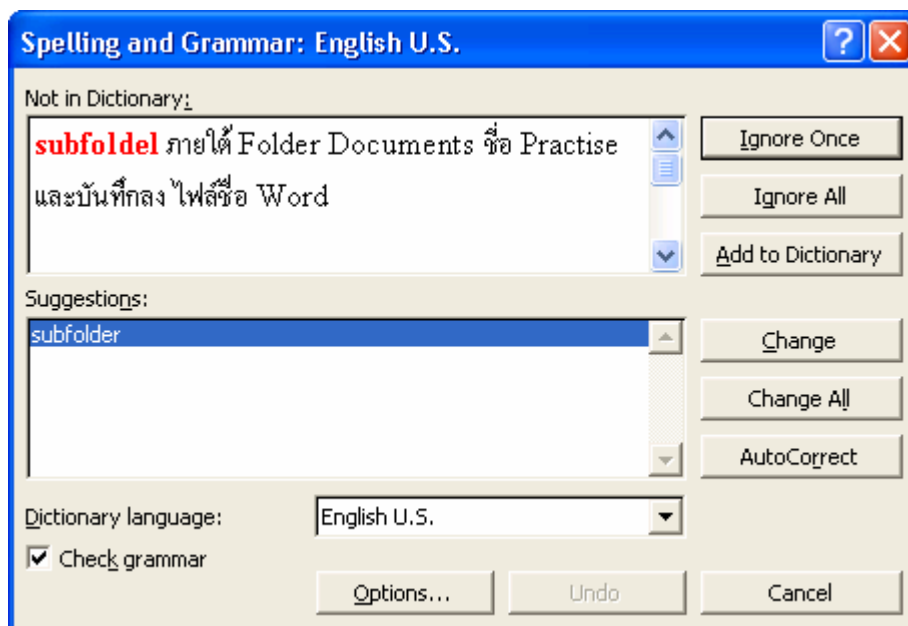 Spelling and Grammar: English U.S.
Not in Dictionary:
subfoldel ภายใต้ Folder Documents ชื่อ Practise
และบันทึกลง ไฟล์ชื่อ Word
Ignore Once
Ignore All
Add to Dictionary
Suggestions:
subfolder
Change
Change All
AutoCorrect
Dictionary language: English U.S.
Check grammar
Options... Undo Cancel